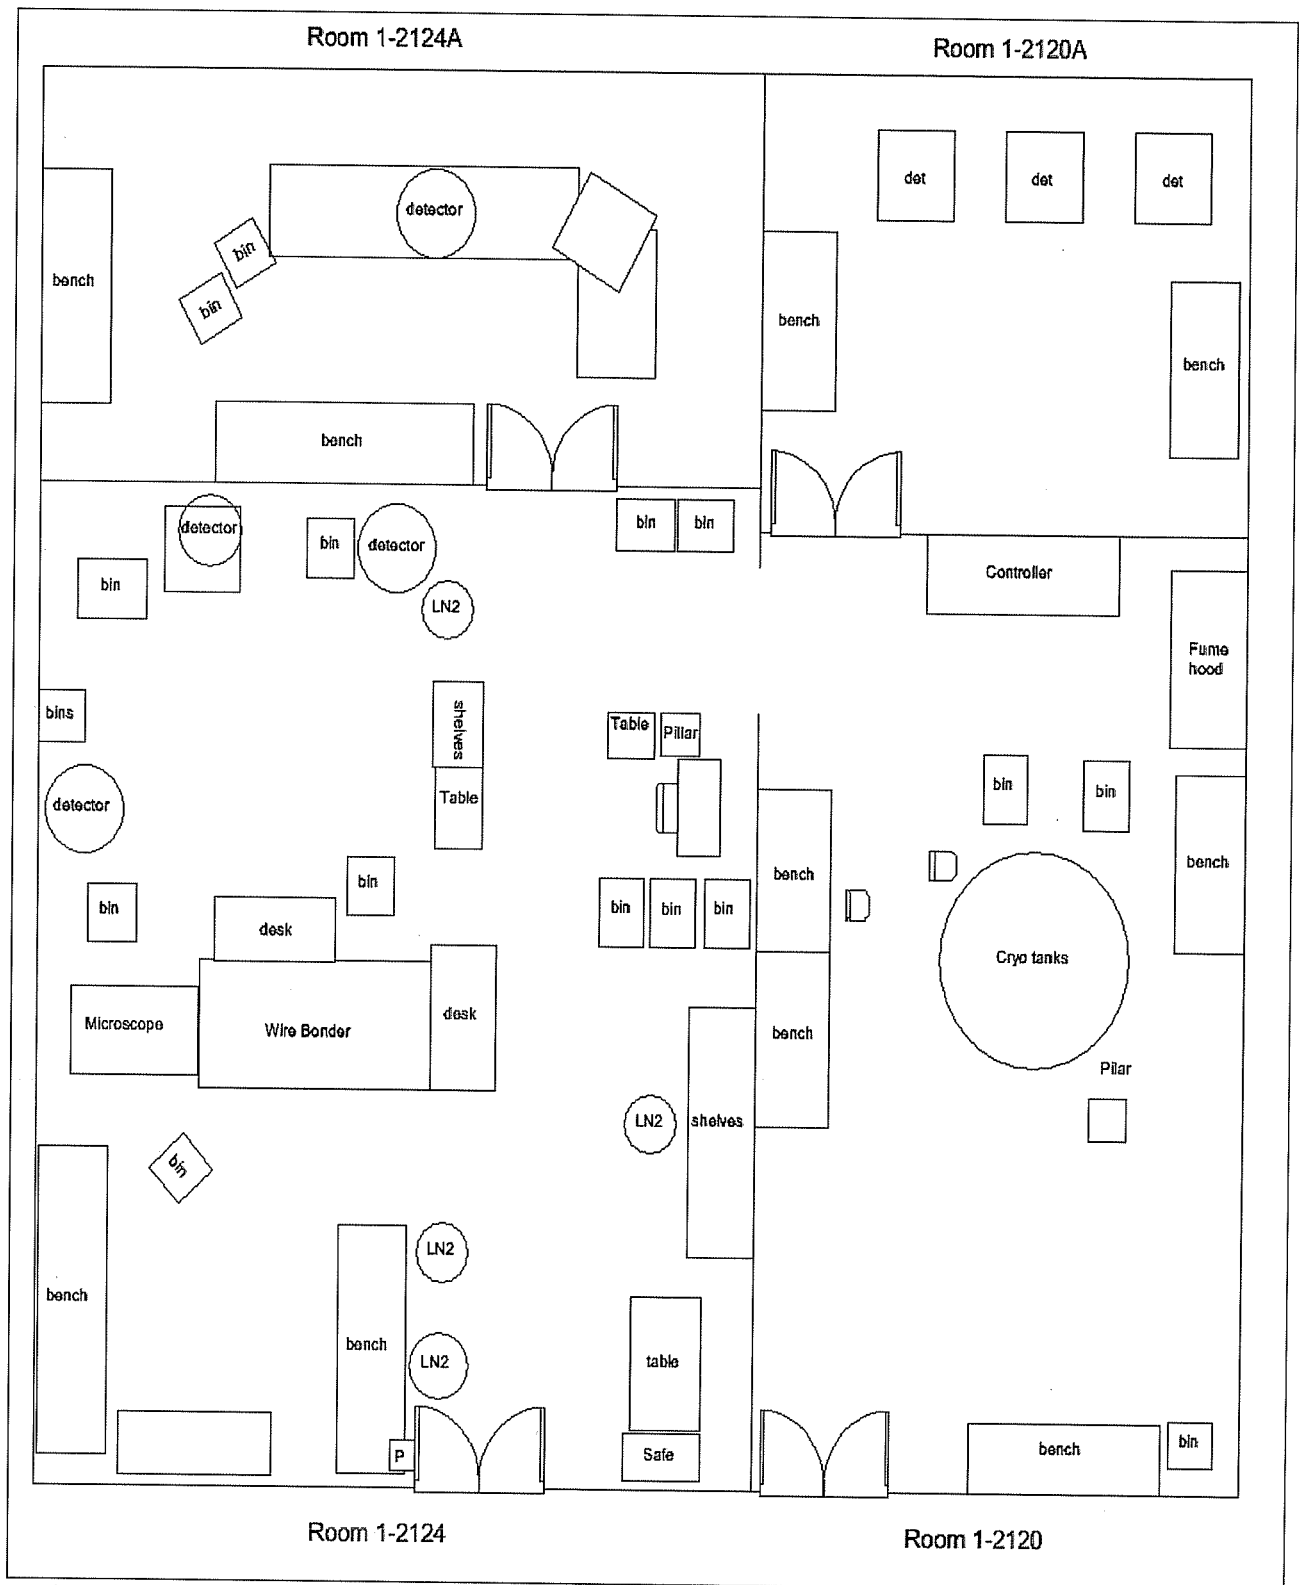 Room 1-2124A
Room 1-2120A
det
det
det
detector
bin
bin
bench
bench
bench
bench
bench
detector
bin
detector
bin
bin
bin
LN2
Controller
Fume
hood
bins
shelves
Table
Pillar
Table
detector
bin
bin
bench
bench
bin
bin
desk
bin
bin
bin
Cryo tanks
Microscope
Wire Bonder
desk
bench
Pilar
LN2
shelves
bin
LN2
bench
bench
LN2
table
P
Safe
bench
bin
Room 1-2124
Room 1-2120